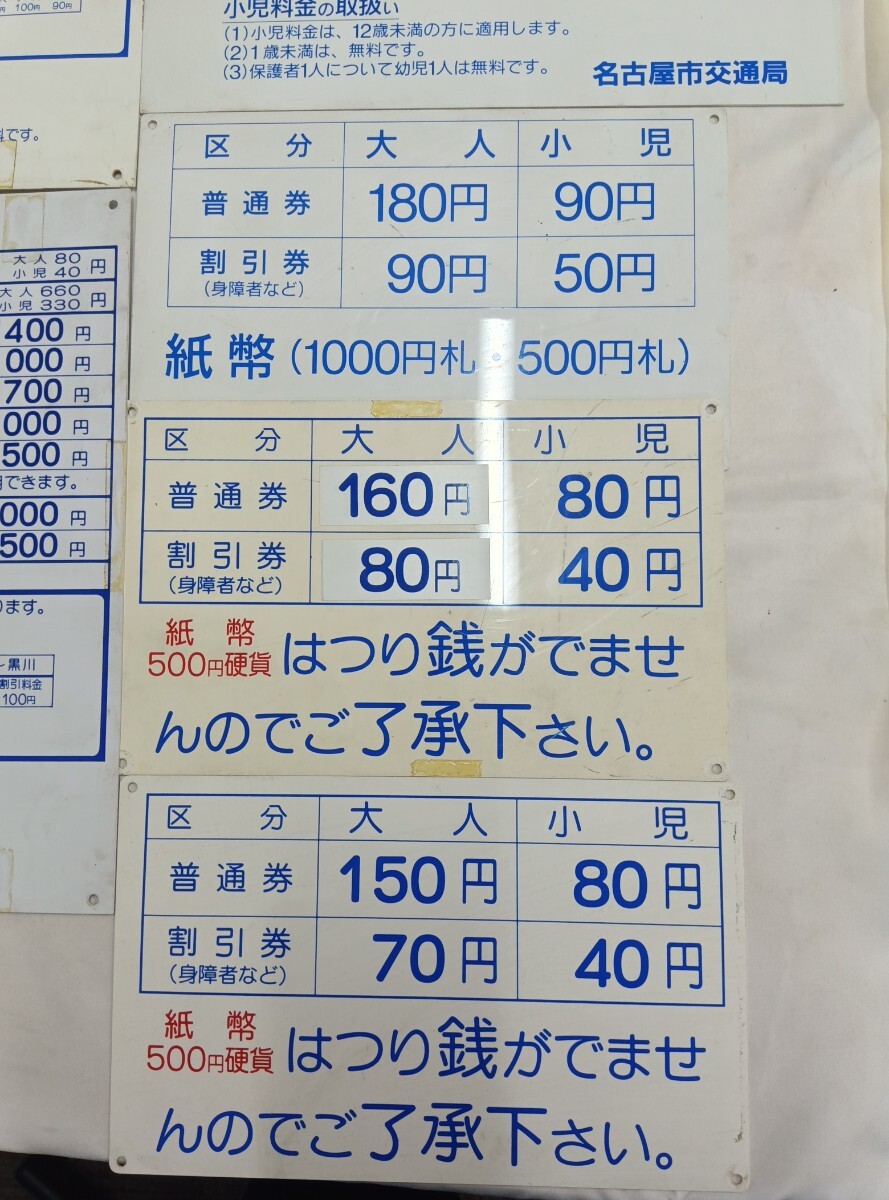 100円 90円
料です。
小児料金の取扱い
(1)小児料金は、12歳未満の方に適用します。
(2)1歳未満は、無料です。
(3)保護者1人について幼児1人は無料です。
名古屋市交通局
大人 80
小児 40 円
大人 660
小児 330 円
400 円
000 円
700 円
000 円
500 円
できます。
000 円
500 円
ります。
~黒川
割引料金
100円
区分 大人 小児
普通券 180円 90円
割引券 90円 50円
(身障者など)
紙幣(1000円札・500円札)
区分 大人 小児
普通券 160円 80円
割引券 80円 40円
(身障者など)
紙幣
500円硬貨 はつり銭がでませ
んのでご了承下さい。
区分 大人 小児
普通券 150円 80円
割引券 70円 40円
(身障者など)
紙幣
500円硬貨 はつり銭がでませ
んのでご了承下さい。